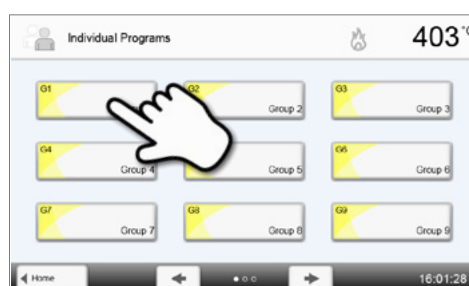 Individual Programs
403 °C
G1
G2
Group 2
G3
Group 3
G4
Group 4
Group 5
G6
Group 6
G7
Group 7
G8
Group 8
G9
Group 9
Home
16:01:28